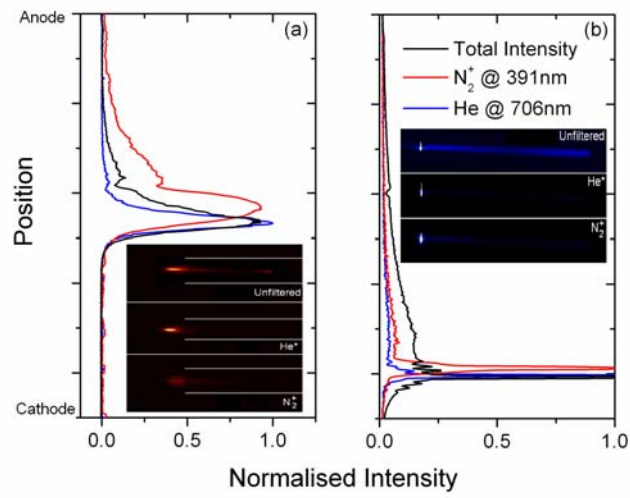 Anode
(a)
(b)
Total Intensity
N₂⁺ @ 391nm
He @ 706nm
Unfiltered
He*
N₂⁺
Position
Unfiltered
He*
N₂⁺
Cathode
0.0 0.5 1.0
0.0 0.5 1.0
Normalised Intensity